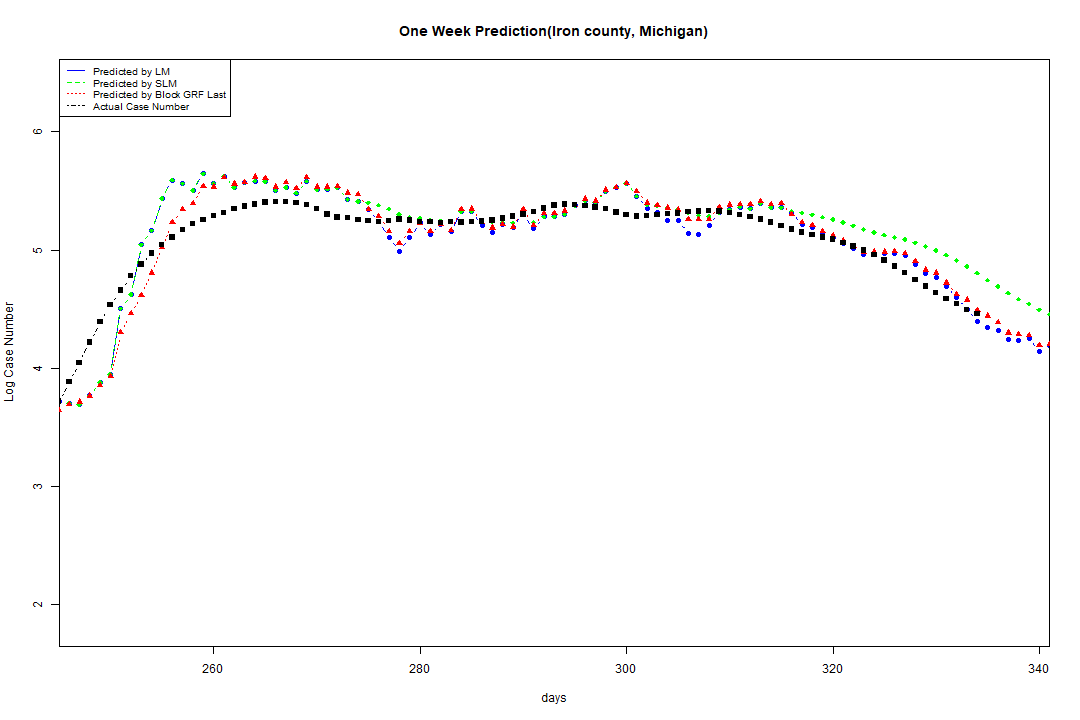 One Week Prediction(Iron county, Michigan)
Predicted by LM
Predicted by SLM
Predicted by Block GRF Last
Actual Case Number
6
5
4
3
2
Log Case Number
260 280 300 320 340
days